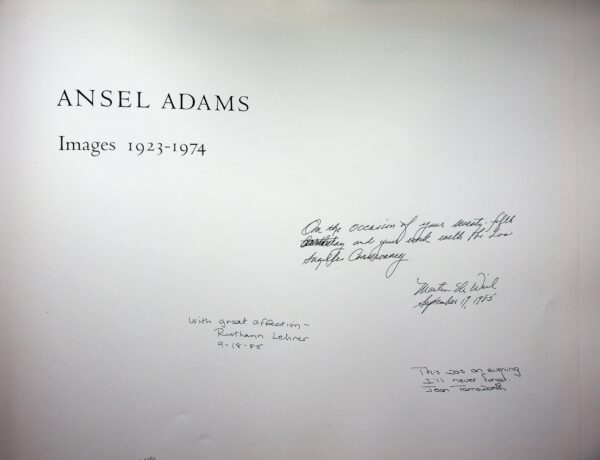 ANSEL ADAMS
Images 1923-1974
On the occasion of your seventy-fifth
birthday and your work with the Los
Angeles Conservancy.
Martin Eli Weil
September 17, 1985
With great affection-
Ruthann Lehrer
9-18-85
This was an evening
I'll never forget.
Jean